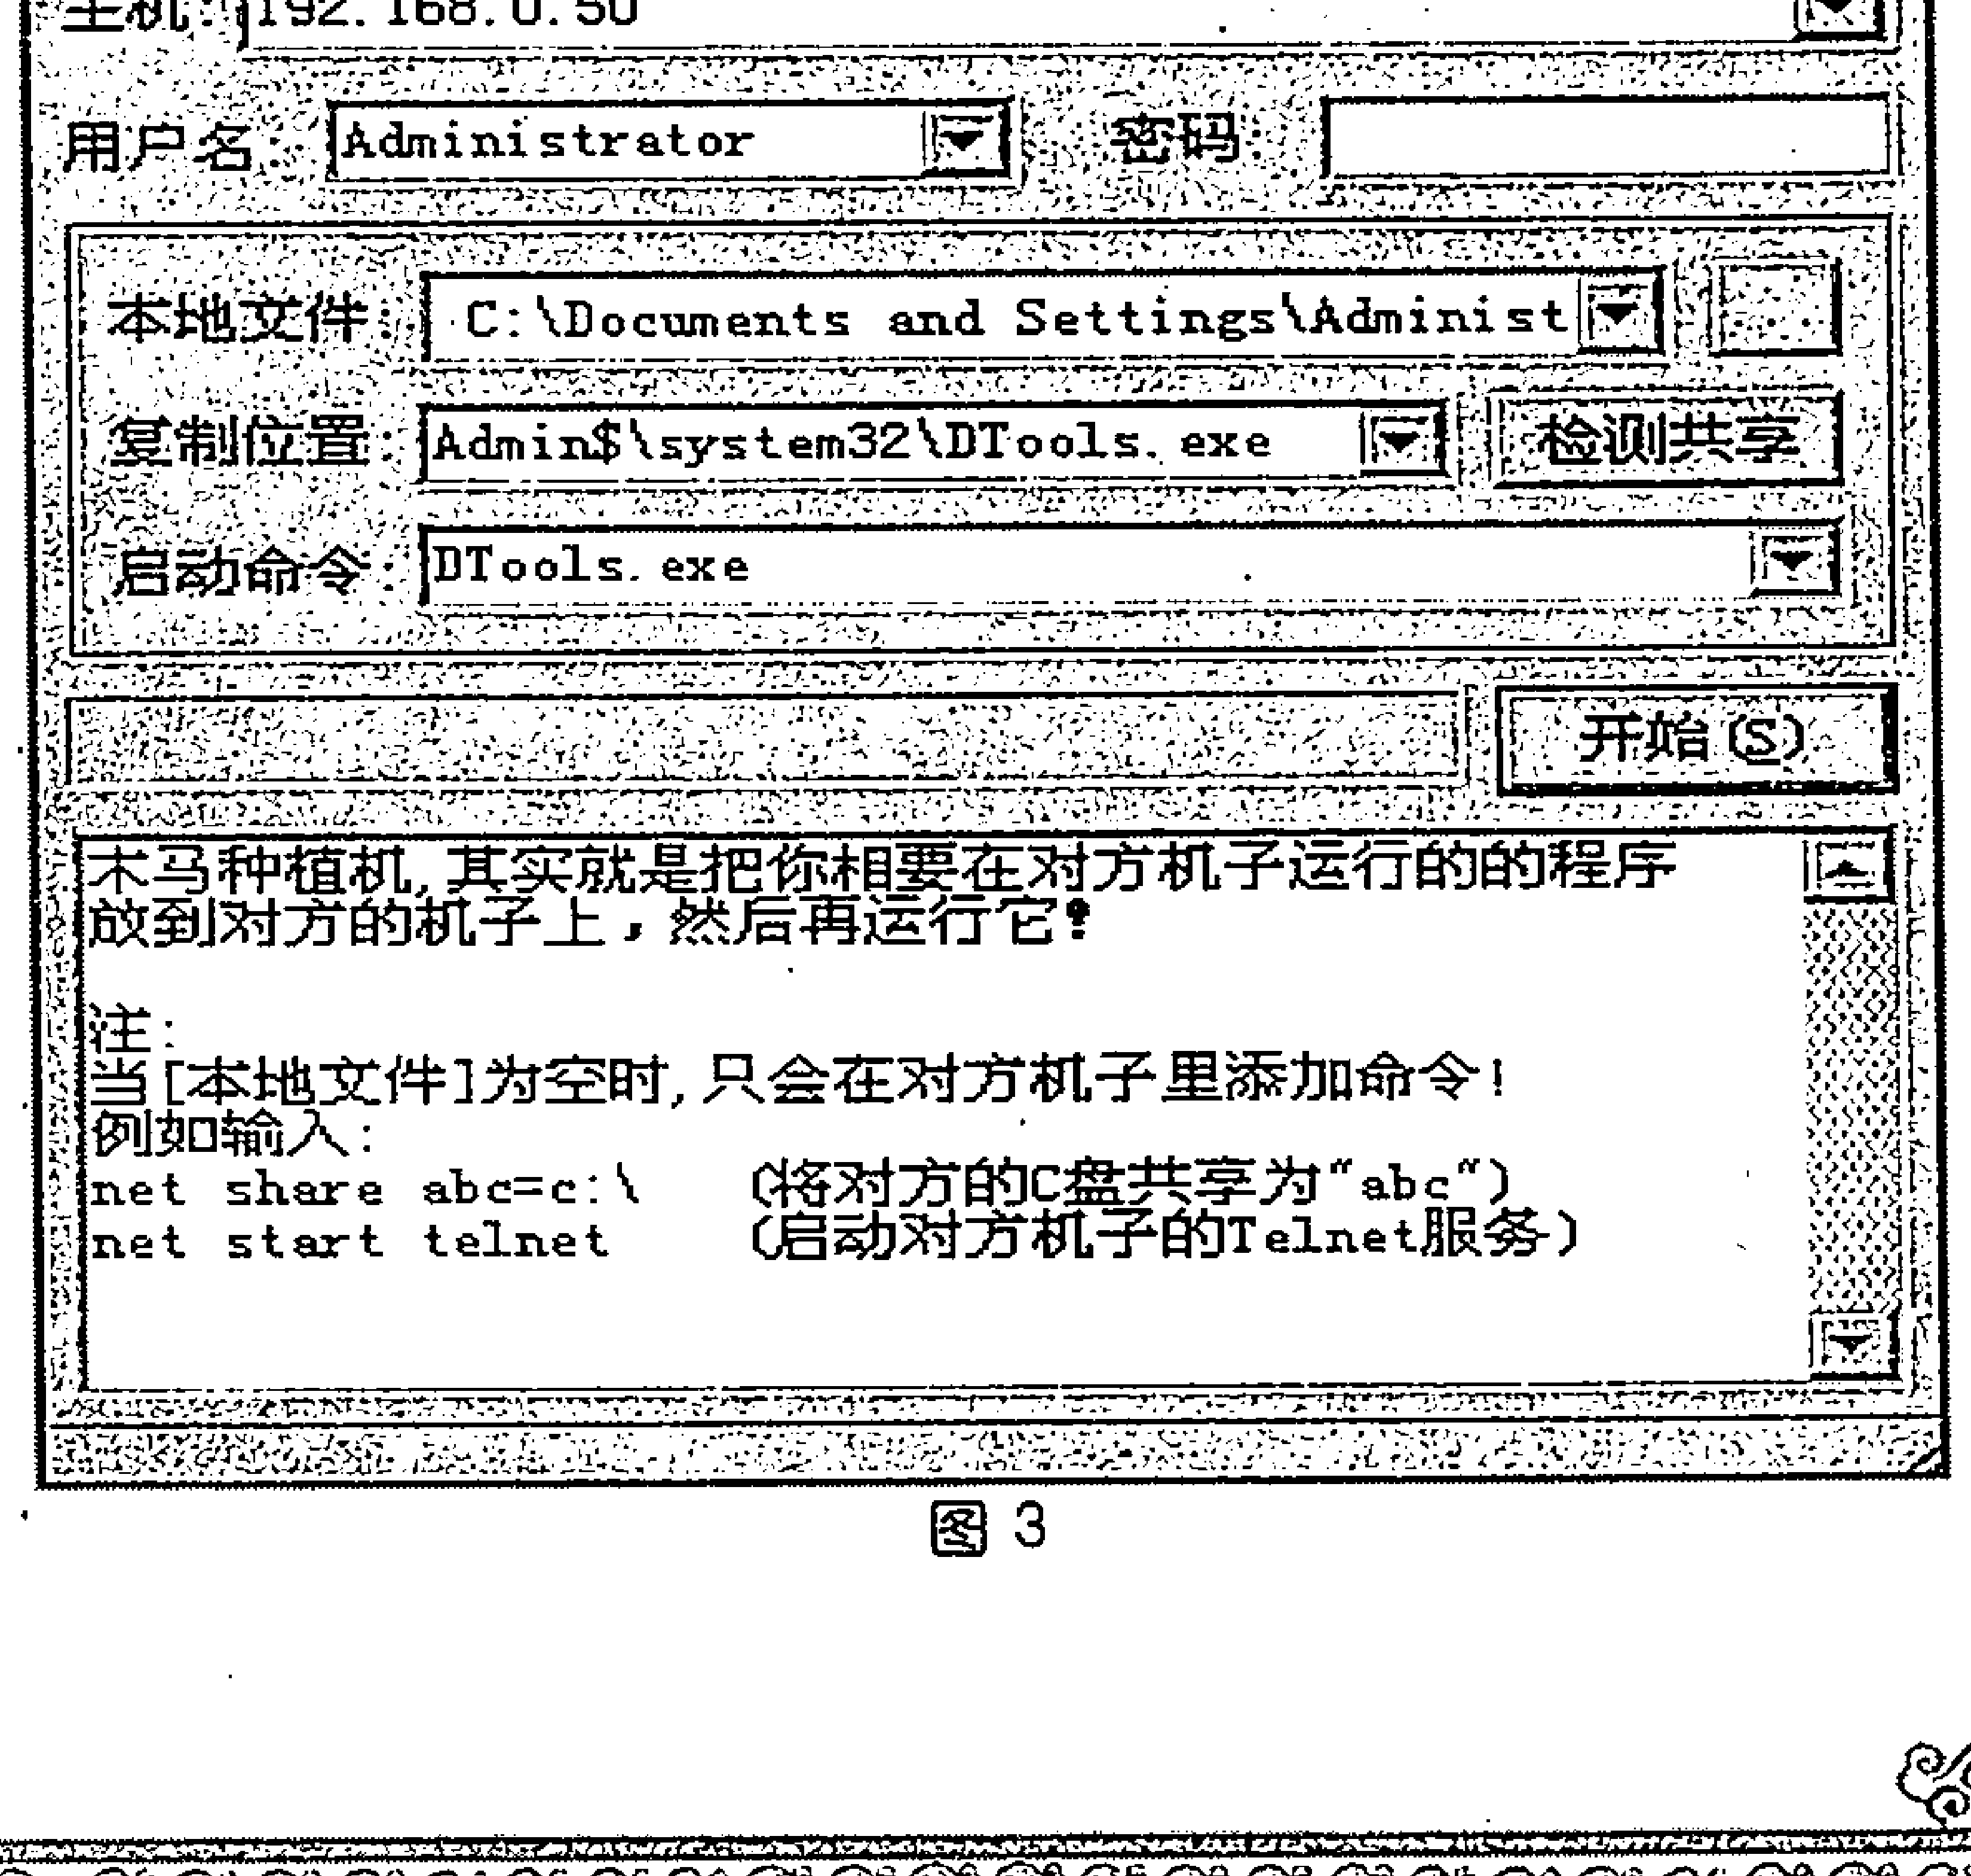 主机: 192.168.0.50
用户名: Administrator 密码:
本地文件: C:\Documents and Settings\Administ
复制位置: Admin$\system32\DTools.exe 检测共享
启动命令: DTools.exe
开始(S)
木马种植机,其实就是把你相要在对方机子运行的的程序
放到对方的机子上,然后再运行它!
注:
当[本地文件]为空时,只会在对方机子里添加命令!
例如输入:
net share abc=c:\ (将对方的C盘共享为"abc")
net start telnet (启动对方机子的Telnet服务)
图 3